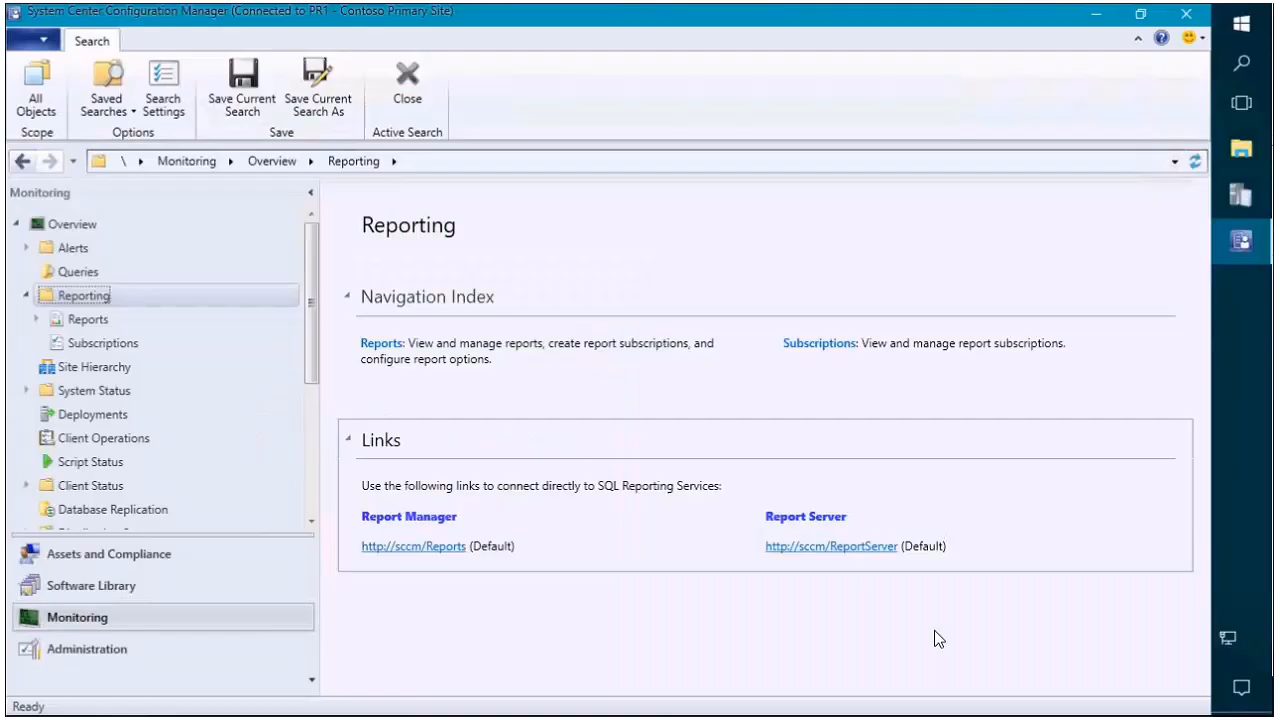 System Center Configuration Manager (Connected to PR1 - Contoso Primary Site)
Search
All Objects
Saved Searches
Search Settings
Save Current Search
Save Current Search As
Close
Scope
Options
Save
Active Search
\ Monitoring Overview Reporting
Monitoring
Overview
Alerts
Queries
Reporting
Reports
Subscriptions
Site Hierarchy
System Status
Deployments
Client Operations
Script Status
Client Status
Database Replication
Assets and Compliance
Software Library
Monitoring
Administration
Reporting
Navigation Index
Reports: View and manage reports, create report subscriptions, and
configure report options.
Subscriptions: View and manage report subscriptions.
Links
Use the following links to connect directly to SQL Reporting Services:
Report Manager
http://sccm/Reports (Default)
Report Server
http://sccm/ReportServer (Default)
Ready